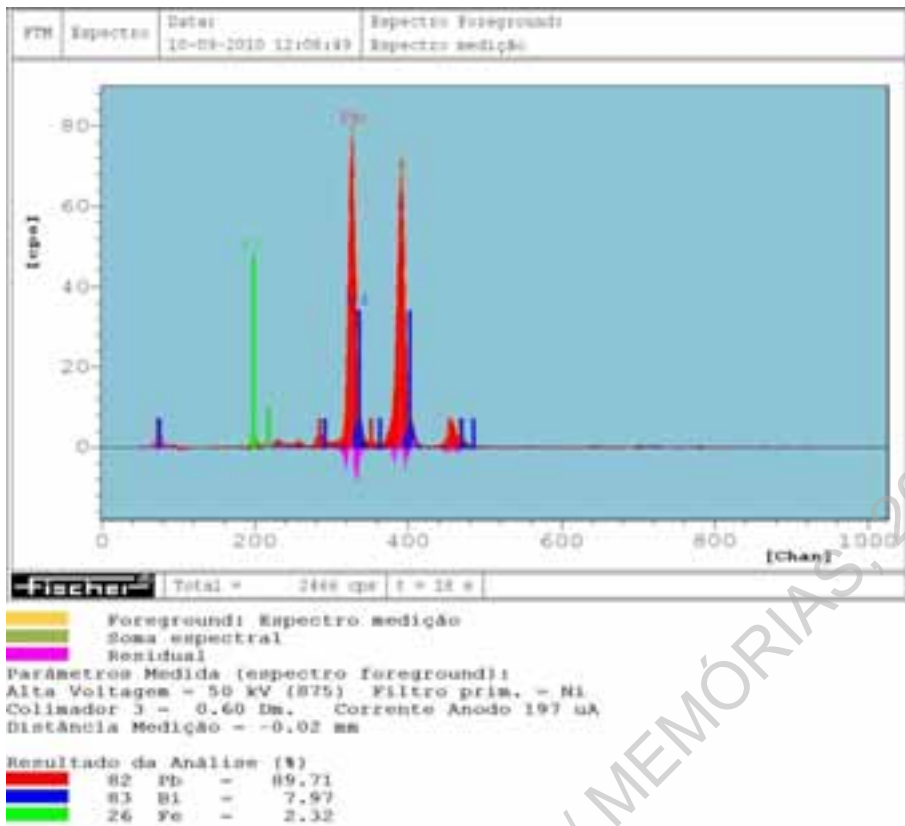 FTM Espectro Data: Espectro Foreground:
10-09-2010 12:06:49 Espectro medição
Pb
80
60
[cps]
40
20
0
0 200 400 600 800 1000
[Chan]
Fischer Total = cps t = 18 s
Foreground: Espectro medição
Soma espectral
Residual
Parâmetros Medida (espectro foreground):
Alta Voltagem = 50 kV (875) Filtro prim. = Ni
Colimador 3 = 0.60 Dm. Corrente Anodo 197 uA
Distância Medição = -0.02 mm
Resultado da Análise (%)
82 Pb = 89.71
83 Bi = 7.97
26 Fe = 2.32
/ MEMÓRIAS, 2